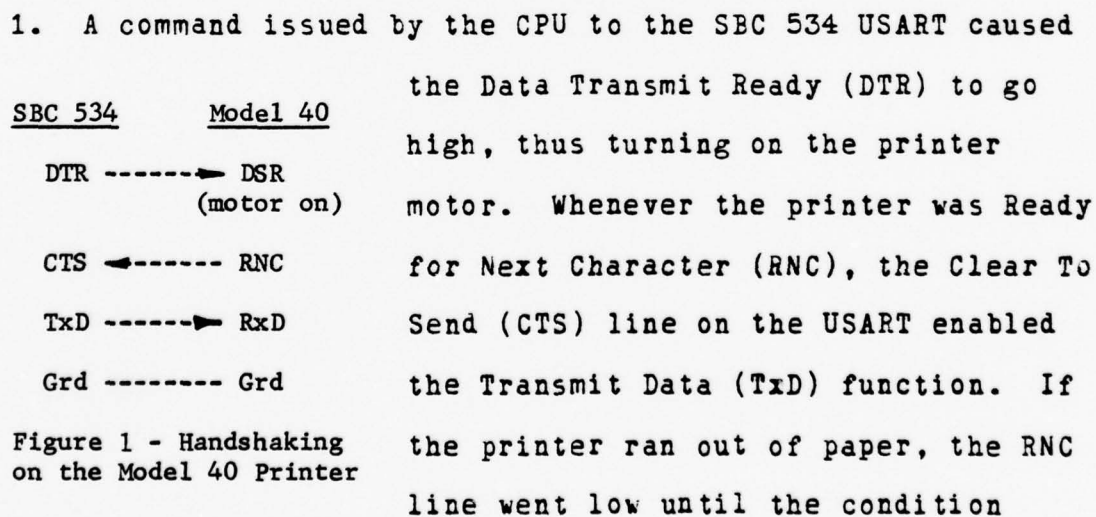 1. A command issued by the CPU to the SBC 534 USART caused
the Data Transmit Ready (DTR) to go
high, thus turning on the printer
motor. Whenever the printer was Ready
for Next Character (RNC), the Clear To
Send (CTS) line on the USART enabled
the Transmit Data (TxD) function. If
the printer ran out of paper, the RNC
line went low until the condition
SBC 534 Model 40
DTR -------► DSR
(motor on)
CTS ◄------- RNC
TxD -------► RxD
Grd -------- Grd
Figure 1 - Handshaking
on the Model 40 Printer